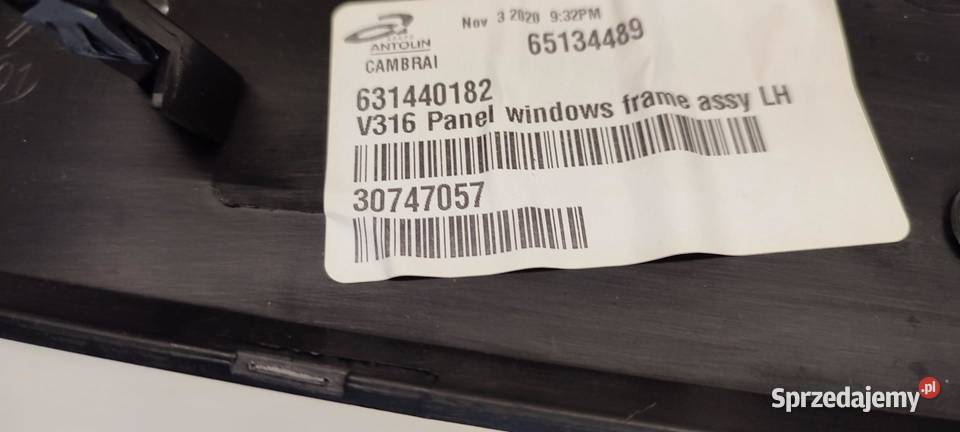 Nov 3 2020 9:32PM
ANTOLIN
65134489
CAMBRAI
631440182
V316 Panel windows frame assy LH
30747057
Sprzedajemy.pl